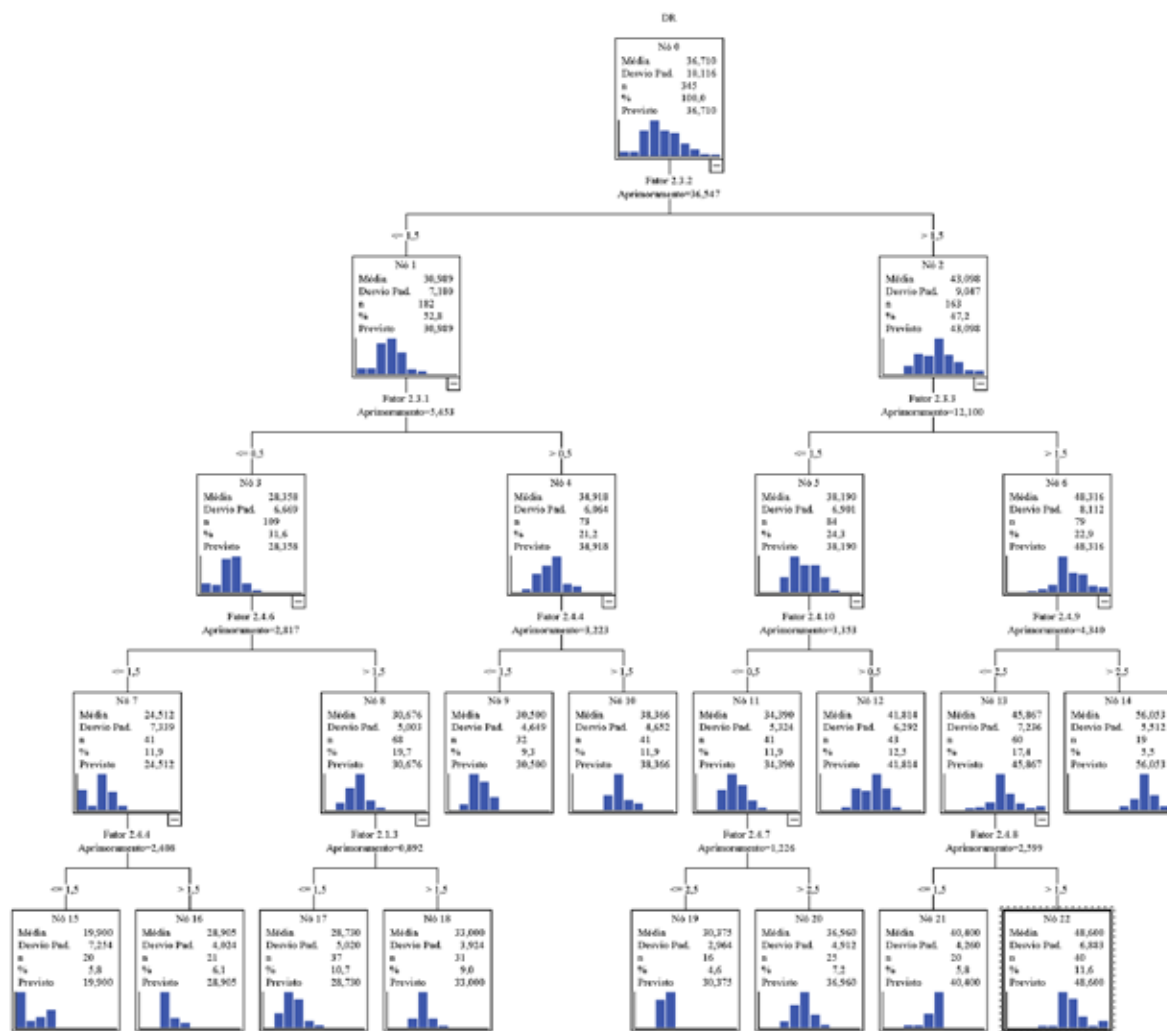 DR
Nó 0
Média 36,710
Desvio Pad. 10,116
n 345
% 100,0
Previsto 36,710
Fator 2.3.2
Aprimoramento=36,547
<= 1,5
> 1,5
Nó 1
Média 30,989
Desvio Pad.
n 182
% 52,8
Previsto 30,989
Nó 2
Média 43,098
Desvio Pad. 9,087
n 163
% 47,2
Previsto 43,098
Fator 2.3.1
Aprimoramento=5,453
Fator 2.3.3
Aprimoramento=12,100
<= 0,5
> 0,5
<= 1,5
> 1,5
Nó 3
Média 28,358
Desvio Pad.
n 109
% 31,6
Previsto 28,358
Nó 4
Média 34,918
Desvio Pad. 6,064
n 73
% 21,2
Previsto 34,918
Nó 5
Média 38,190
Desvio Pad. 6,901
n 84
% 24,3
Previsto 38,190
Nó 6
Média 48,316
Desvio Pad. 8,112
n 79
% 22,9
Previsto 48,316
Fator 2.4.6
Aprimoramento=2,817
Fator 2.4.4
Aprimoramento=3,223
Fator 2.4.10
Aprimoramento=3,353
Fator 2.4.9
Aprimoramento=4,340
<= 1,5
> 1,5
<= 1,5
> 1,5
<= 0,5
> 0,5
<= 2,5
> 2,5
Nó 7
Média 24,512
Desvio Pad. 7,339
n 41
% 11,9
Previsto 24,512
Nó 8
Média 30,676
Desvio Pad. 5,003
n 68
% 19,7
Previsto 30,676
Nó 9
Média 30,500
Desvio Pad. 4,649
n 32
% 9,3
Previsto 30,500
Nó 10
Média 38,366
Desvio Pad. 4,652
n 41
% 11,9
Previsto 38,366
Nó 11
Média 34,390
Desvio Pad. 5,324
n 41
% 11,9
Previsto 34,390
Nó 12
Média 41,814
Desvio Pad. 6,292
n 43
% 12,5
Previsto 41,814
Nó 13
Média 45,867
Desvio Pad. 7,236
n 60
% 17,4
Previsto 45,867
Nó 14
Média 56,053
Desvio Pad. 5,512
n 19
% 5,5
Previsto 56,053
Fator 2.4.4
Aprimoramento=2,408
Fator 2.1.3
Aprimoramento=0,892
Fator 2.4.7
Aprimoramento=1,226
Fator 2.4.8
Aprimoramento=2,599
<= 1,5
> 1,5
<= 1,5
> 1,5
<= 2,5
> 2,5
<= 1,5
> 1,5
Nó 15
Média 19,900
Desvio Pad. 7,254
n 20
% 5,8
Previsto 19,900
Nó 16
Média 28,905
Desvio Pad. 4,024
n 21
% 6,1
Previsto 28,905
Nó 17
Média 28,730
Desvio Pad. 5,020
n 37
% 10,7
Previsto 28,730
Nó 18
Média 33,000
Desvio Pad. 3,924
n 31
% 9,0
Previsto 33,000
Nó 19
Média 30,375
Desvio Pad. 2,964
n 16
% 4,6
Previsto 30,375
Nó 20
Média 36,960
Desvio Pad. 4,912
n 25
% 7,2
Previsto 36,960
Nó 21
Média 40,400
Desvio Pad. 4,260
n 20
% 5,8
Previsto 40,400
Nó 22
Média 48,600
Desvio Pad. 6,883
n 40
% 11,6
Previsto 48,600